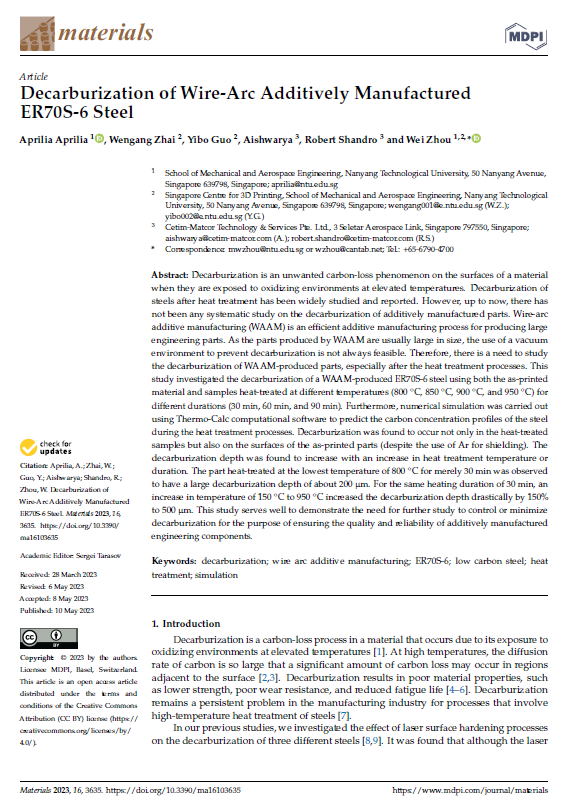 materials
MDPI
Article
Decarburization of Wire-Arc Additively Manufactured
ER70S-6 Steel
Aprilia Aprilia 1, Wengang Zhai 2, Yibo Guo 2, Aishwarya 3, Robert Shandro 3 and Wei Zhou 1,2,*
1 School of Mechanical and Aerospace Engineering, Nanyang Technological University, 50 Nanyang Avenue,
Singapore 639798, Singapore; aprilia@ntu.edu.sg
2 Singapore Centre for 3D Printing, School of Mechanical and Aerospace Engineering, Nanyang Technological
University, 50 Nanyang Avenue, Singapore 639798, Singapore; wengang001@e.ntu.edu.sg (W.Z.);
yibo002@e.ntu.edu.sg (Y.G.)
3 Cetim-Matcor Technology & Services Pte. Ltd., 3 Seletar Aerospace Link, Singapore 797550, Singapore;
aishwarya@cetim-matcor.com (A.); robert.shandro@cetim-matcor.com (R.S.)
* Correspondence: mwzhou@ntu.edu.sg or wzhou@cantab.net; Tel.: +65-6790-4700
Abstract: Decarburization is an unwanted carbon-loss phenomenon on the surfaces of a material
when they are exposed to oxidizing environments at elevated temperatures. Decarburization of
steels after heat treatment has been widely studied and reported. However, up to now, there has
not been any systematic study on the decarburization of additively manufactured parts. Wire-arc
additive manufacturing (WAAM) is an efficient additive manufacturing process for producing large
engineering parts. As the parts produced by WAAM are usually large in size, the use of a vacuum
environment to prevent decarburization is not always feasible. Therefore, there is a need to study
the decarburization of WAAM-produced parts, especially after the heat treatment processes. This
study investigated the decarburization of a WAAM-produced ER70S-6 steel using both the as-printed
material and samples heat-treated at different temperatures (800 °C, 850 °C, 900 °C, and 950 °C) for
different durations (30 min, 60 min, and 90 min). Furthermore, numerical simulation was carried out
using Thermo-Calc computational software to predict the carbon concentration profiles of the steel
during the heat treatment processes. Decarburization was found to occur not only in the heat-treated
samples but also on the surfaces of the as-printed parts (despite the use of Ar for shielding). The
decarburization depth was found to increase with an increase in heat treatment temperature or
duration. The part heat-treated at the lowest temperature of 800 °C for merely 30 min was observed
to have a large decarburization depth of about 200 μm. For the same heating duration of 30 min, an
increase in temperature of 150 °C to 950 °C increased the decarburization depth drastically by 150%
to 500 μm. This study serves well to demonstrate the need for further study to control or minimize
decarburization for the purpose of ensuring the quality and reliability of additively manufactured
engineering components.
Keywords: decarburization; wire arc additive manufacturing; ER70S-6; low carbon steel; heat
treatment; simulation
check for
updates
Citation: Aprilia, A.; Zhai, W.;
Guo, Y.; Aishwarya; Shandro, R.;
Zhou, W. Decarburization of
Wire-Arc Additively Manufactured
ER70S-6 Steel. Materials 2023, 16,
3635. https://doi.org/10.3390/
ma16103635
Academic Editor: Sergei Tarasov
Received: 28 March 2023
Revised: 6 May 2023
Accepted: 8 May 2023
Published: 10 May 2023
CC BY
Copyright: © 2023 by the authors.
Licensee MDPI, Basel, Switzerland.
This article is an open access article
distributed under the terms and
conditions of the Creative Commons
Attribution (CC BY) license (https://
creativecommons.org/licenses/by/
4.0/).
1. Introduction
Decarburization is a carbon-loss process in a material that occurs due to its exposure to
oxidizing environments at elevated temperatures [1]. At high temperatures, the diffusion
rate of carbon is so large that a significant amount of carbon loss may occur in regions
adjacent to the surface [2,3]. Decarburization results in poor material properties, such
as lower strength, poor wear resistance, and reduced fatigue life [4–6]. Decarburization
remains a persistent problem in the manufacturing industry for processes that involve
high-temperature heat treatment of steels [7].
In our previous studies, we investigated the effect of laser surface hardening processes
on the decarburization of three different steels [8,9]. It was found that although the laser
Materials 2023, 16, 3635. https://doi.org/10.3390/ma16103635
https://www.mdpi.com/journal/materials